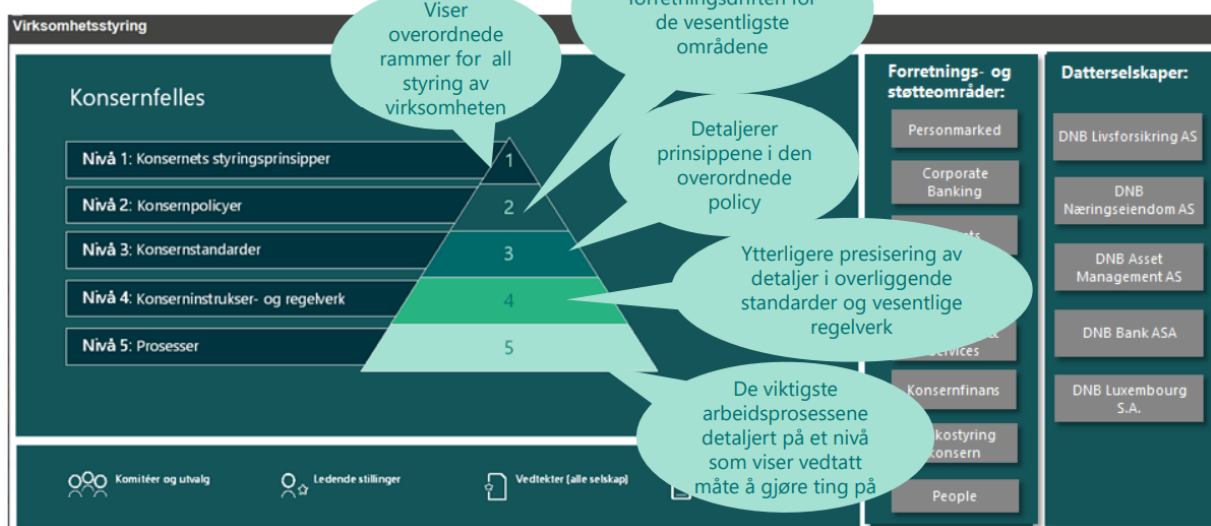 Virksomhetsstyring
Viser
overordnede
rammer for all
styring av
virksomheten
forretningsdriften for
de vesentligste
områdene
Konsernfelles
Nivå 1: Konsernets styringsprinsipper
1
Nivå 2: Konsernpolicyer
2
Nivå 3: Konsernstandarder
3
Nivå 4: Konserninstrukser- og regelverk
4
Nivå 5: Prosesser
5
Detaljerer
prinsippene i den
overordnede
policy
Ytterligere presisering av
detaljer i overliggende
standarder og vesentlige
regelverk
De viktigste
arbeidsprosessene
detaljert på et nivå
som viser vedtatt
måte å gjøre ting på
Komitéer og utvalg
Ledende stillinger
Vedtekter (alle selskap)
Forretnings- og
støtteområder:
Personmarked
Corporate
Banking
&
Konsernfinans
konsern
People
Datterselskaper:
DNB Livsforsikring AS
DNB
Næringseiendom AS
DNB Asset
Management AS
DNB Bank ASA
DNB Luxembourg
S.A.